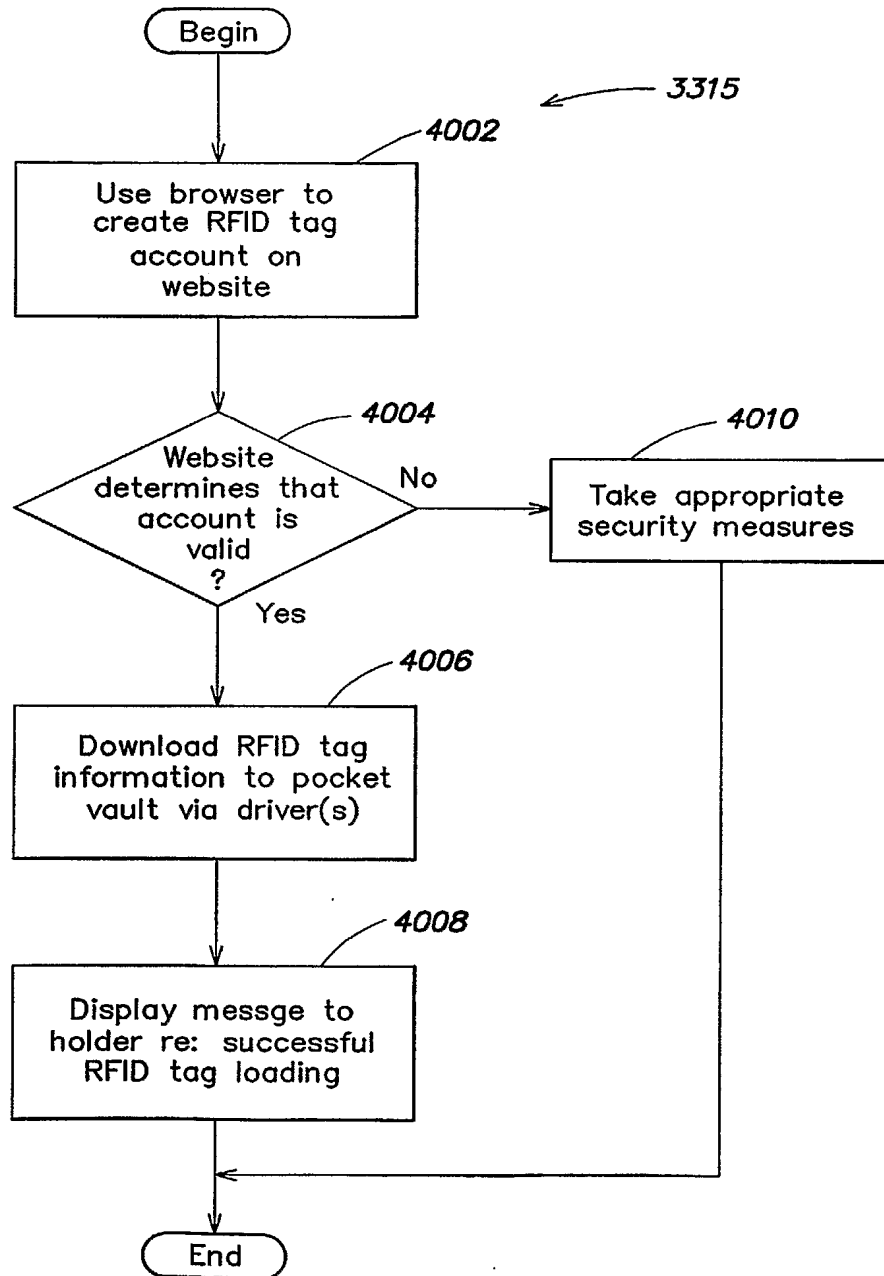 Begin
3315
4002
Use browser to
create RFID tag
account on
website
4004
Website
determines that
account is
valid
?
No
Yes
4010
Take appropriate
security measures
4006
Download RFID tag
information to pocket
vault via driver(s)
4008
Display messge to
holder re: successful
RFID tag loading
End